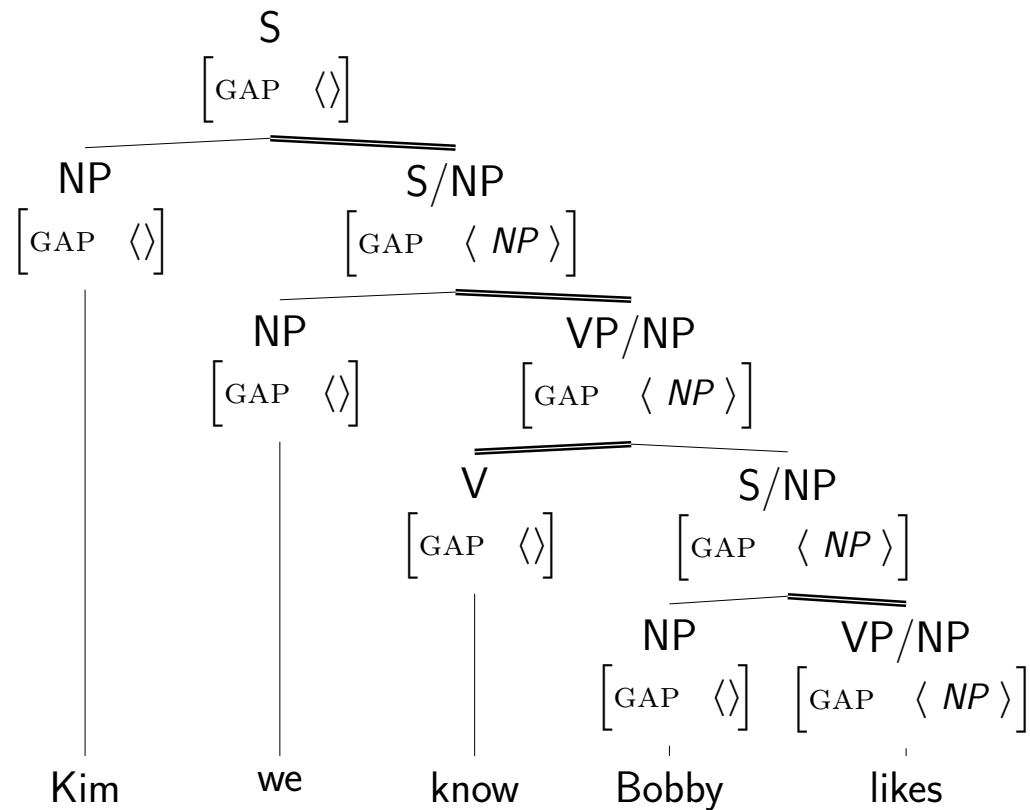 S
[GAP ⟨⟩]
NP S/NP
[GAP ⟨⟩] [GAP ⟨ NP ⟩]
NP VP/NP
[GAP ⟨⟩] [GAP ⟨ NP ⟩]
V S/NP
[GAP ⟨⟩] [GAP ⟨ NP ⟩]
NP VP/NP
[GAP ⟨⟩] [GAP ⟨ NP ⟩]
Kim we know Bobby likes